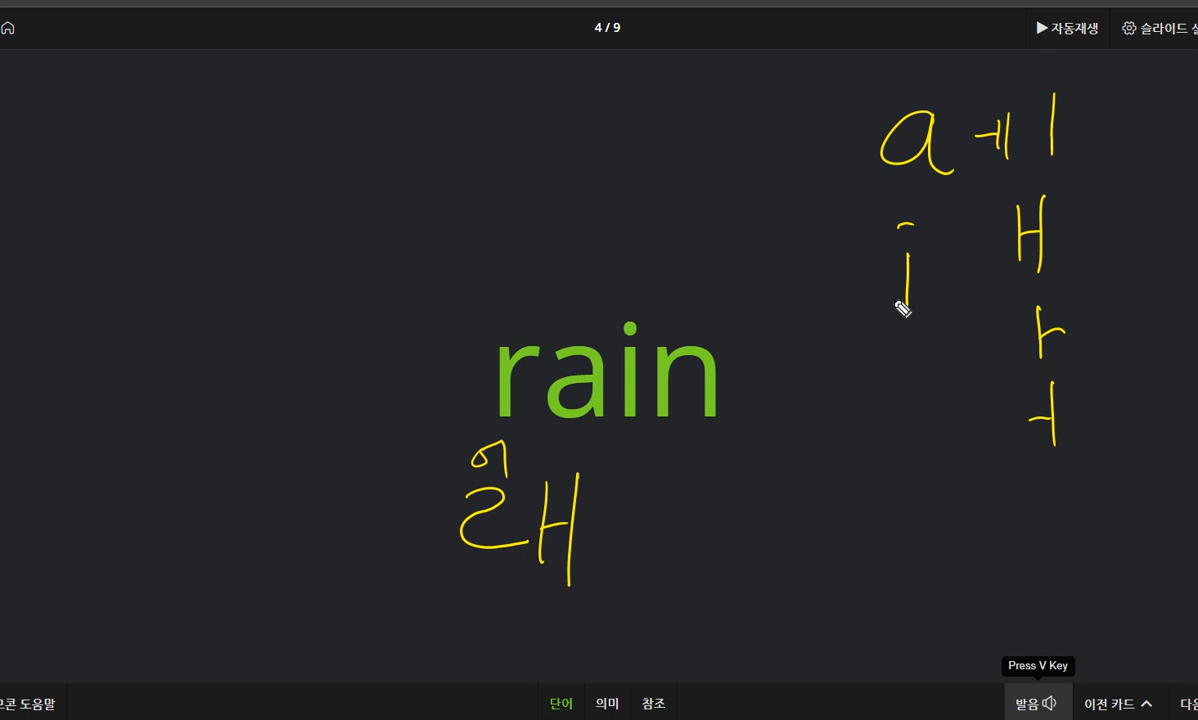 4 / 9
▶ 자동재생
슬라이드
a ㅔ ㅣ
ㅐ
ㅏ
ㅓ
rain
ㄹㅐ
Press V Key
도움말
단어
의미
참조
발음
이전 카드